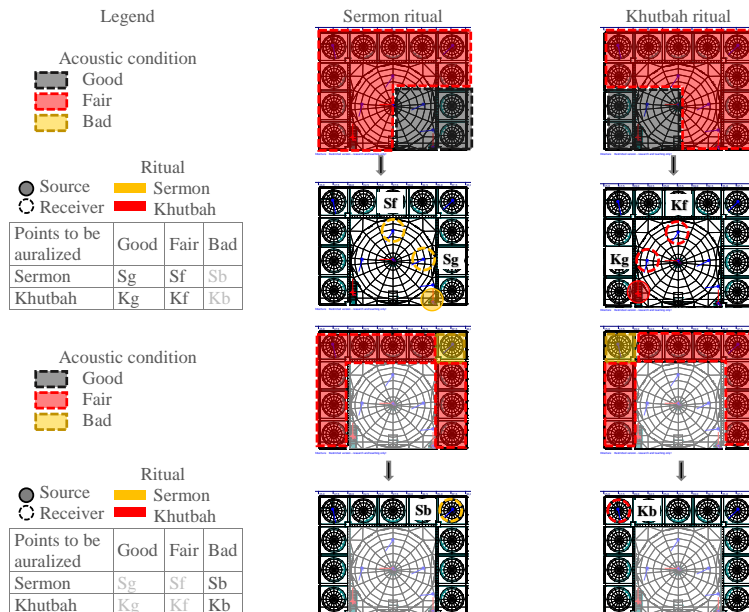 Legend Sermon ritual Khutbah ritual
Acoustic condition
Good
Fair
Bad
Ritual
Source Sermon
Receiver Khutbah
Points to be auralized Good Fair Bad
Sermon Sg Sf Sb
Khutbah Kg Kf Kb
Sf
Sg
Kf
Kg
Acoustic condition
Good
Fair
Bad
Ritual
Source Sermon
Receiver Khutbah
Points to be auralized Good Fair Bad
Sermon Sg Sf Sb
Khutbah Kg Kf Kb
Sb
Kb